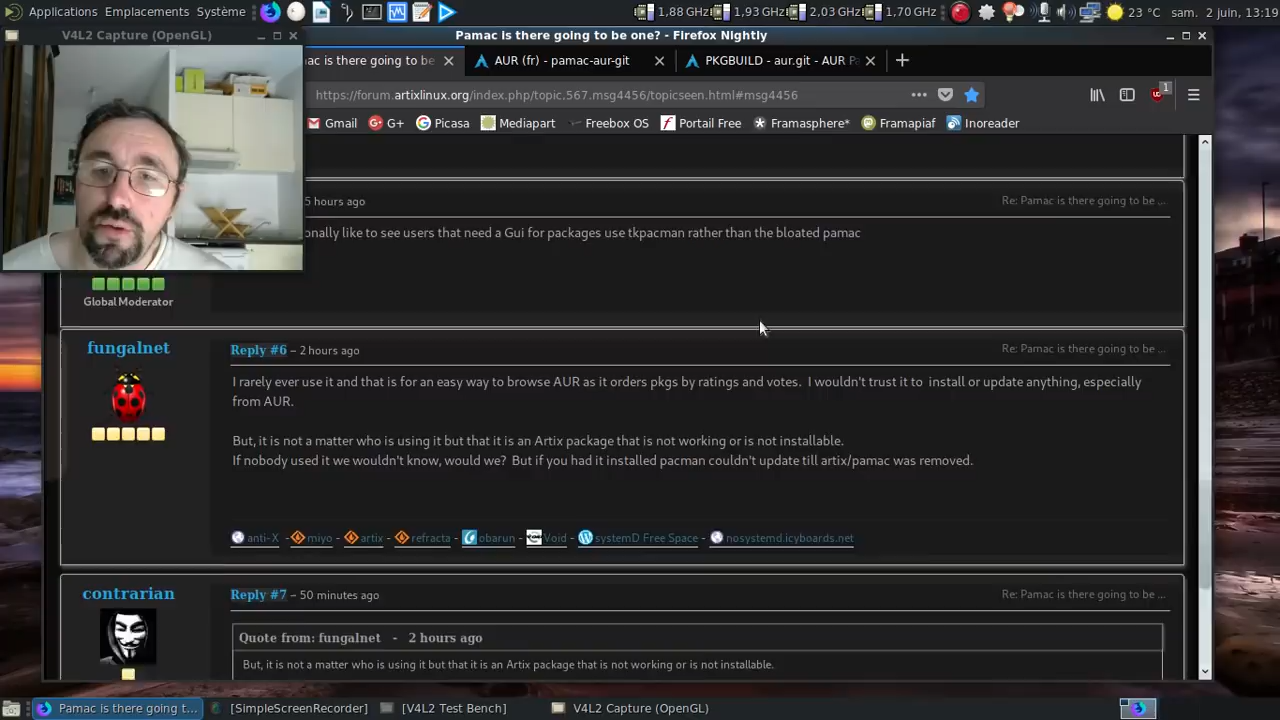 Applications Emplacements Système
1,88 GHz 1,93 GHz 2,03 GHz 1,70 GHz 23 °C sam. 2 juin, 13:19
V4L2 Capture (OpenGL)
Pamac is there going to be one? - Firefox Nightly
ac is there going to be
AUR (fr) - pamac-aur-git
PKGBUILD - aur.git - AUR Pa
https://forum.artixlinux.org/index.php/topic.567.msg4456/topicseen.html#msg4456
1
Gmail G+ Picasa Mediapart Freebox OS Portail Free Framasphere* Framapiaf Inoreader
5 hours ago
Re: Pamac is there going to be ...
onally like to see users that need a Gui for packages use tkpacman rather than the bloated pamac
Global Moderator
fungalnet
Reply #6 – 2 hours ago
Re: Pamac is there going to be ...
I rarely ever use it and that is for an easy way to browse AUR as it orders pkgs by ratings and votes. I wouldn't trust it to install or update anything, especially
from AUR.
But, it is not a matter who is using it but that it is an Artix package that is not working or is not installable.
If nobody used it we wouldn't know, would we? But if you had it installed pacman couldn't update till artix/pamac was removed.
anti-X - miyo - artix - refracta - obarun - Void - systemD Free Space - nosystemd.icyboards.net
contrarian
Reply #7 – 50 minutes ago
Re: Pamac is there going to be ...
Quote from: fungalnet - 2 hours ago
But, it is not a matter who is using it but that it is an Artix package that is not working or is not installable.
Pamac is there going t...
[SimpleScreenRecorder]
[V4L2 Test Bench]
V4L2 Capture (OpenGL)